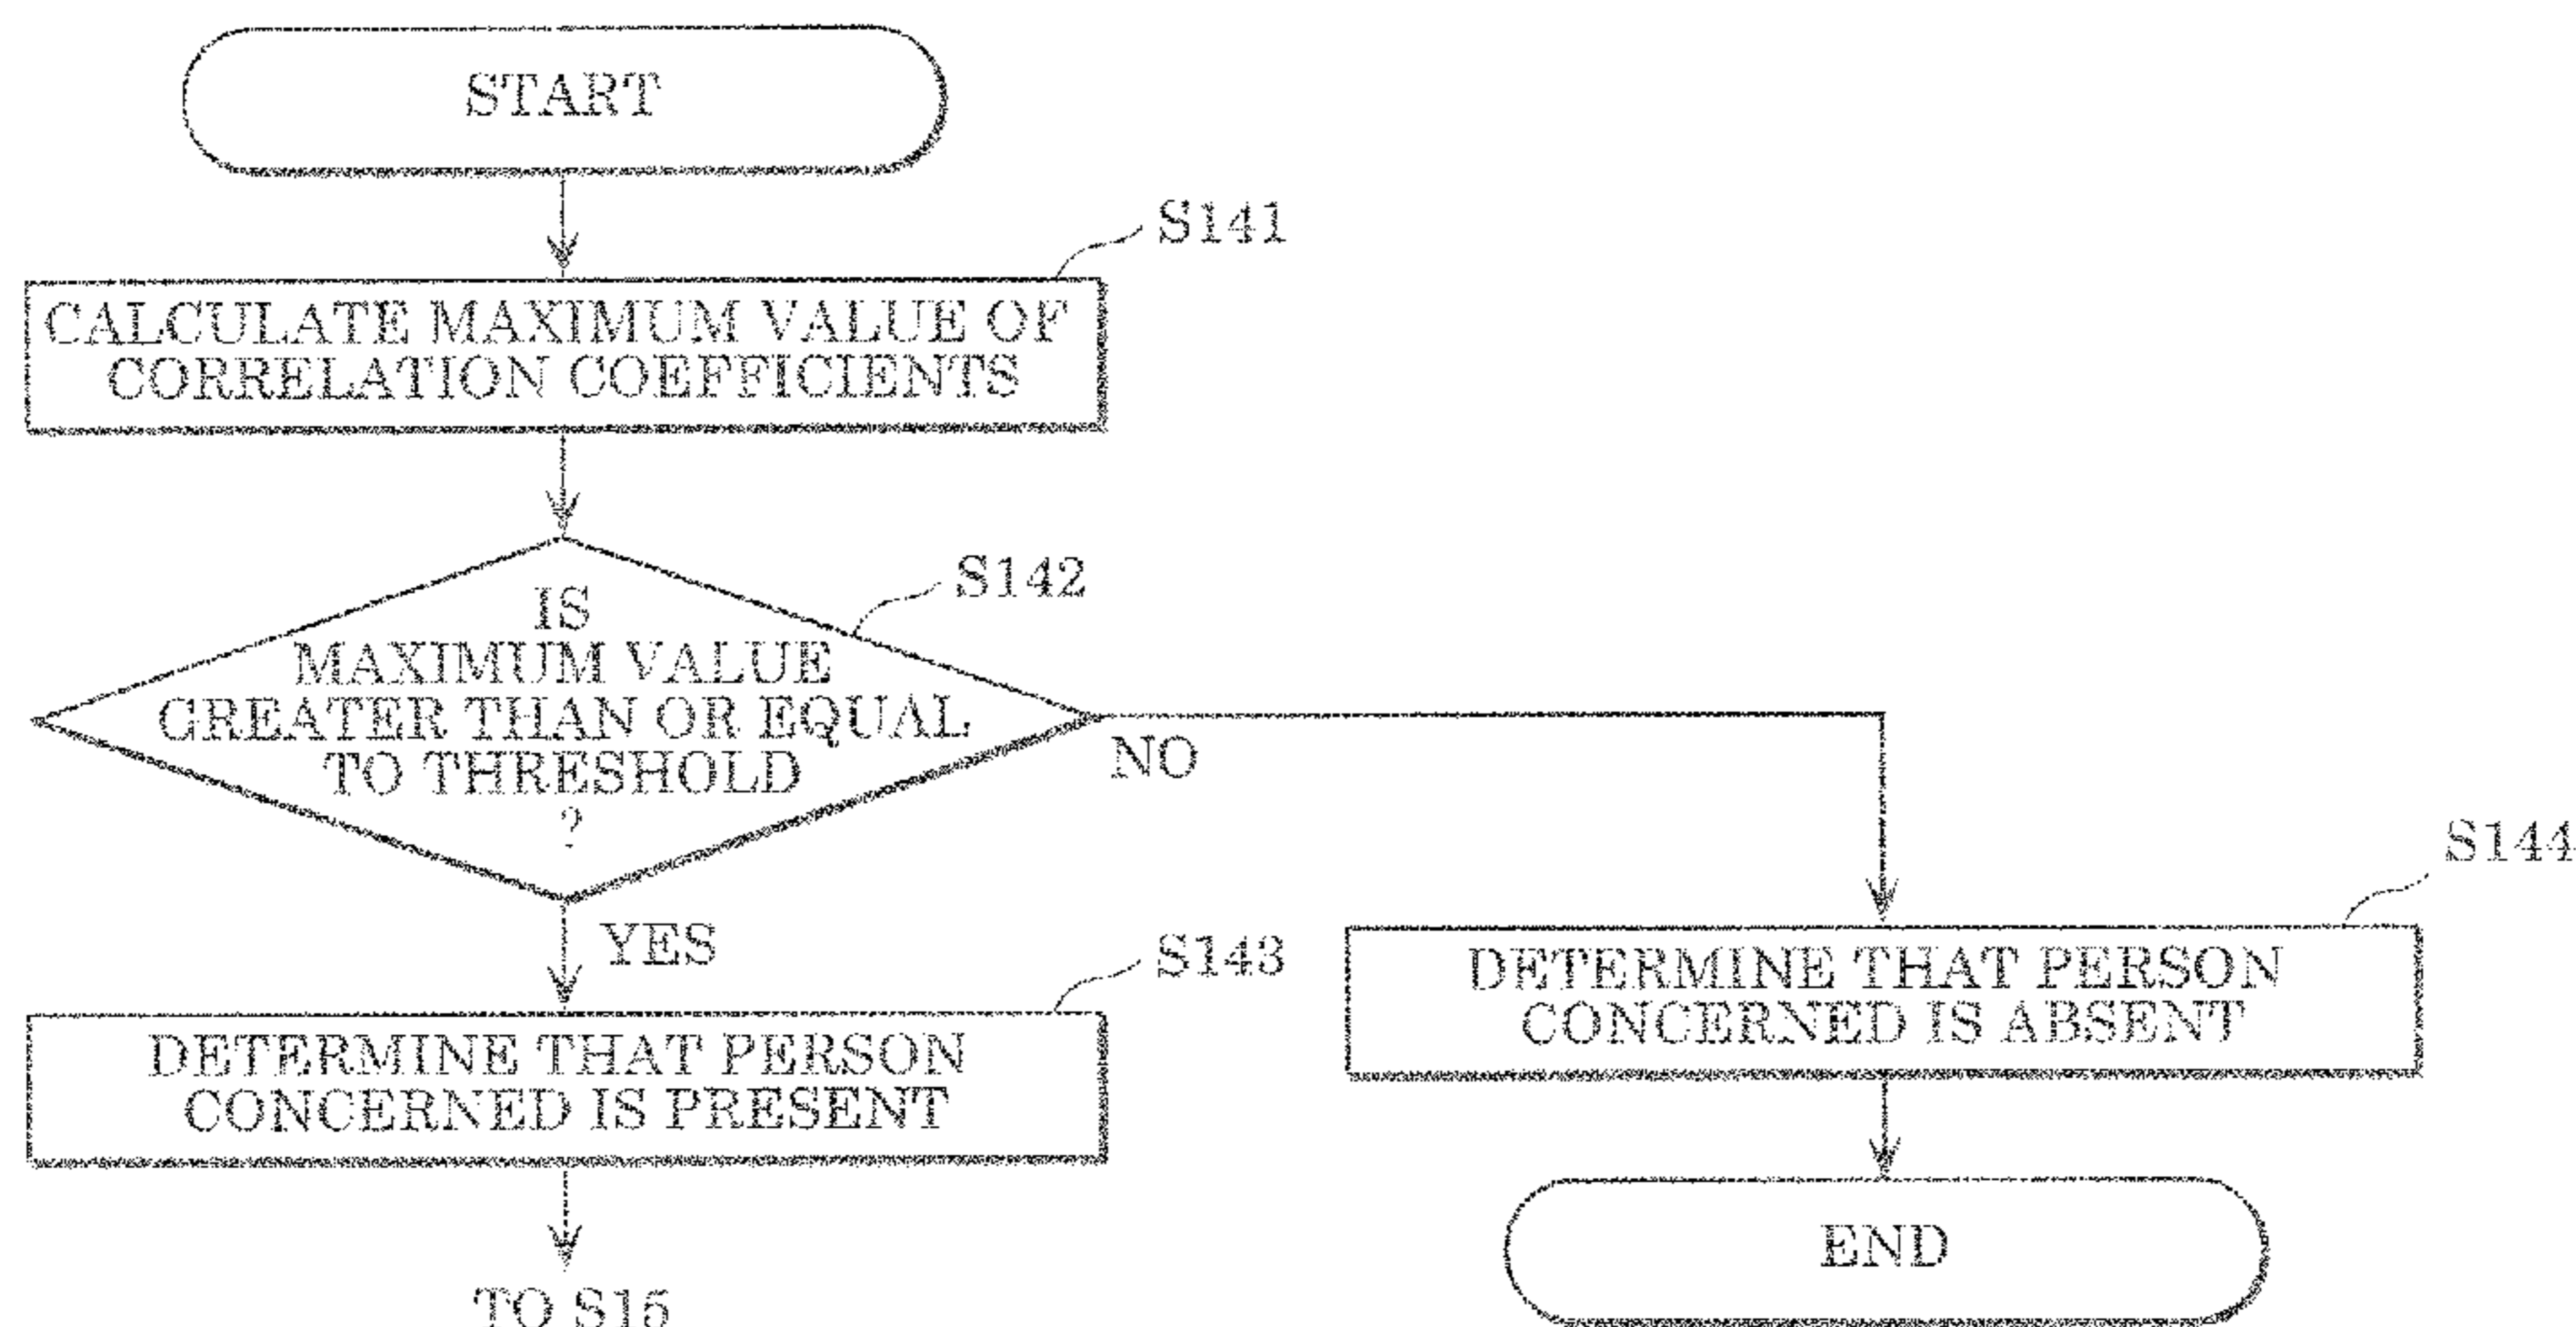 START
S141
CALCULATE MAXIMUM VALUE OF
CORRELATION COEFFICIENTS
S142
IS
MAXIMUM VALUE
GREATER THAN OR EQUAL
TO THRESHOLD
?
NO
YES
S143
DETERMINE THAT PERSON
CONCERNED IS PRESENT
TO S15
S144
DETERMINE THAT PERSON
CONCERNED IS ABSENT
END